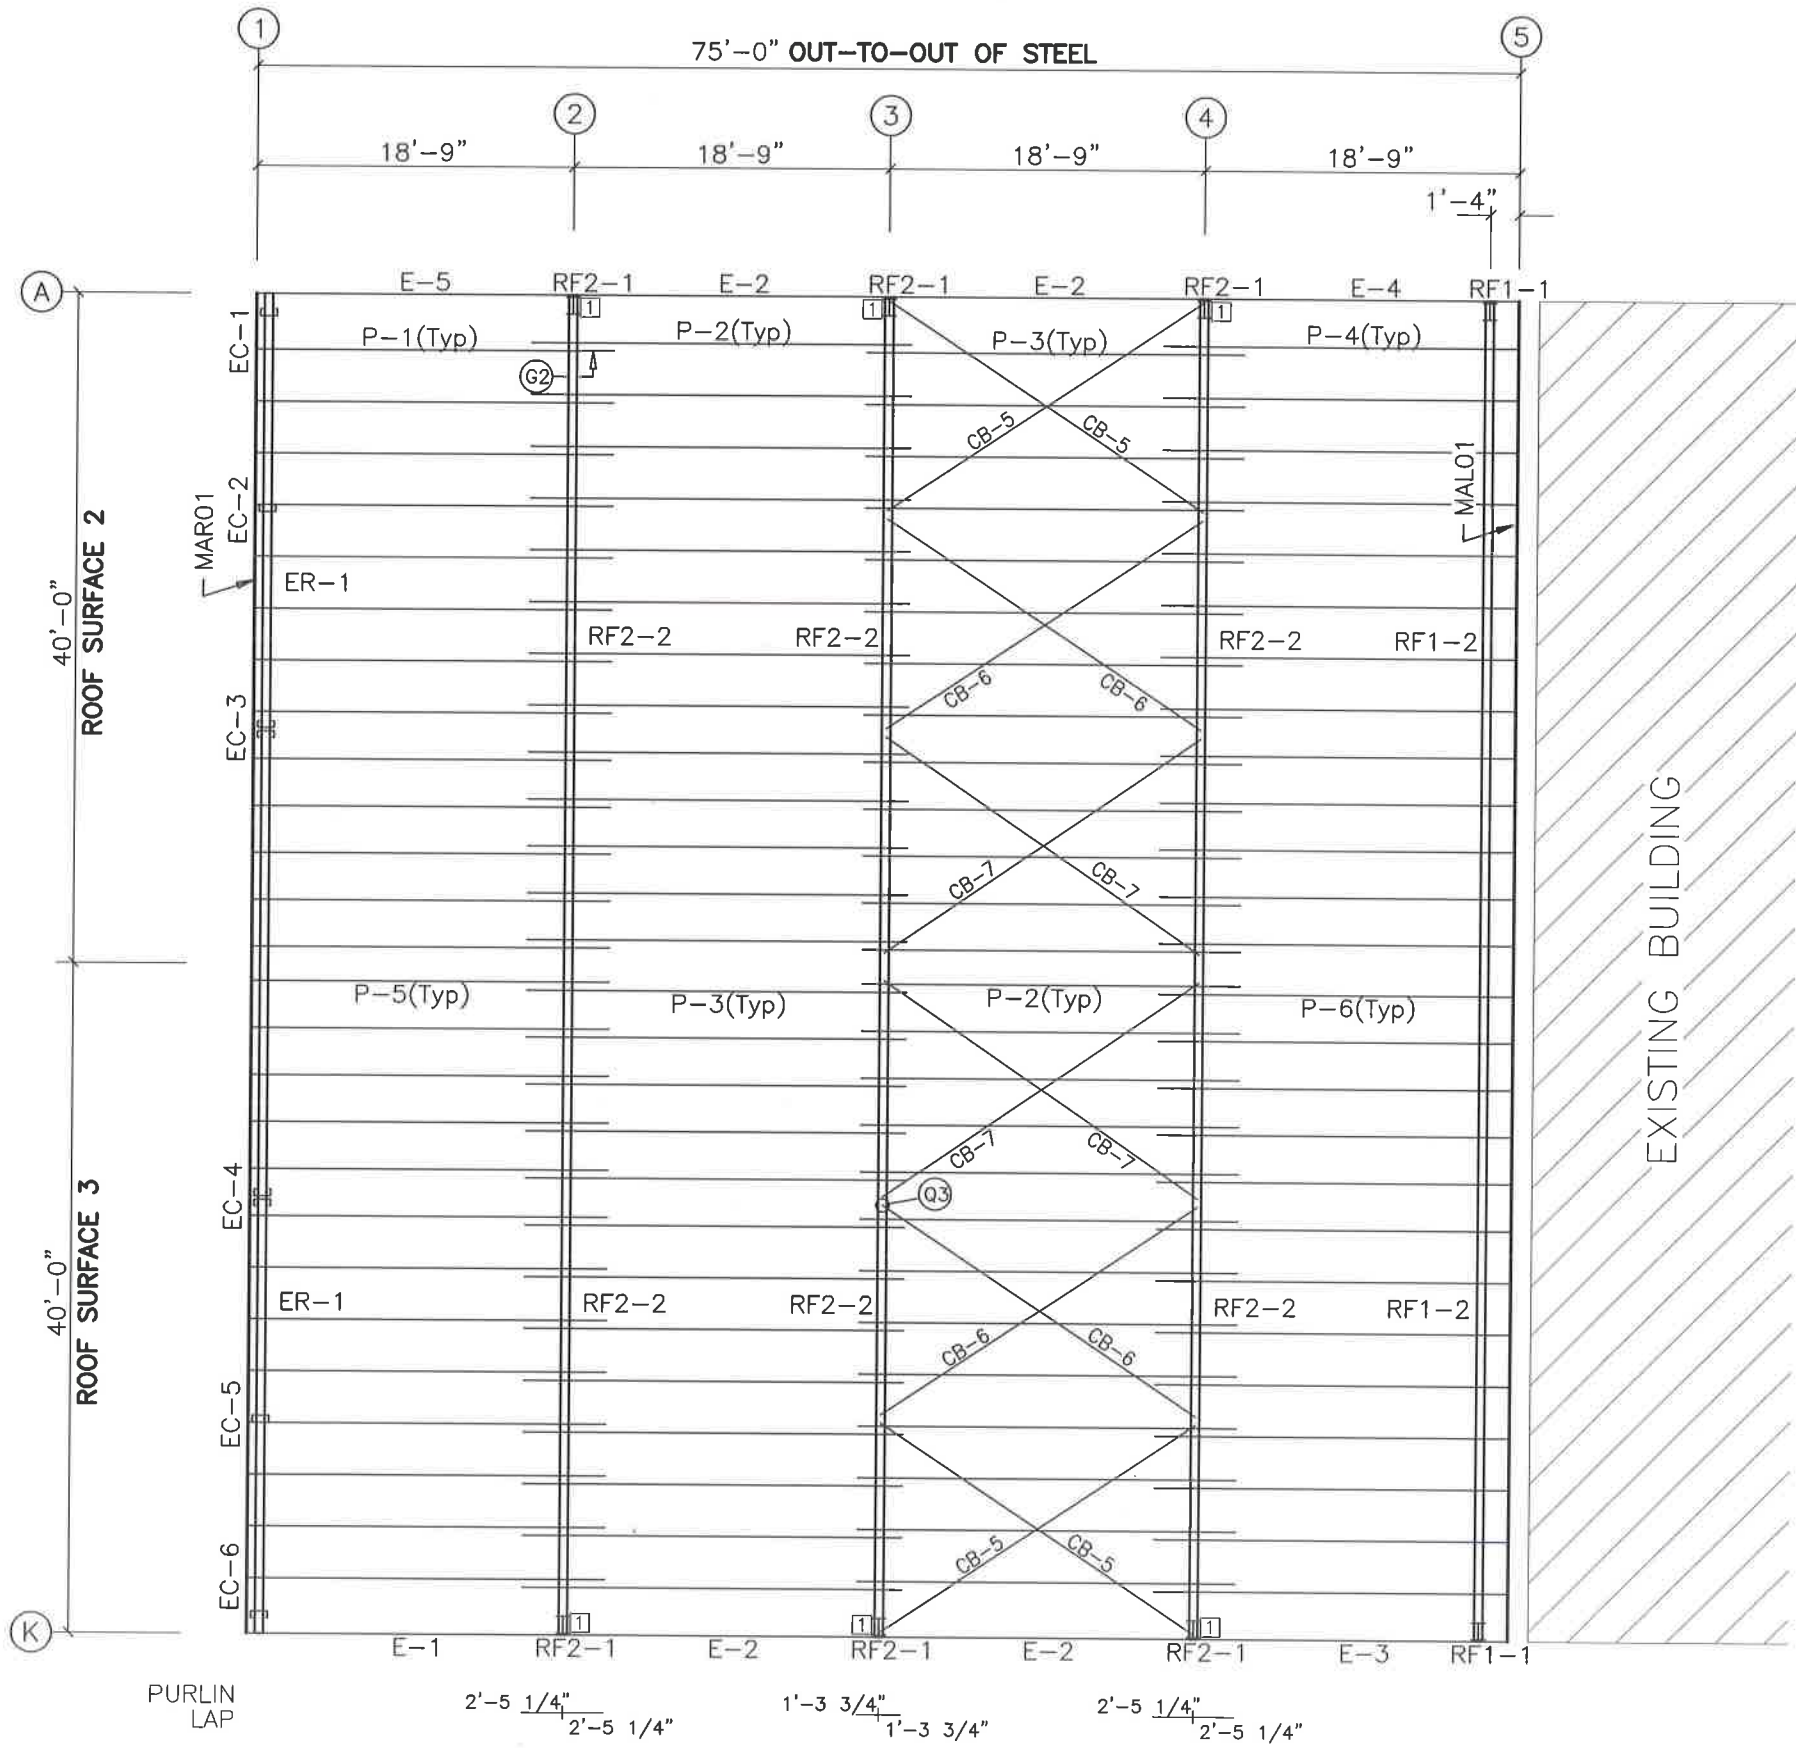 1
5
75'-0" OUT-TO-OUT OF STEEL
2
3
4
18'-9"
18'-9"
18'-9"
18'-9"
1'-4"
A
E-5
RF2-1
E-2
RF2-1
E-2
RF2-1
E-4
RF1-1
1
1
1
EC-1
P-1(Typ)
P-2(Typ)
P-3(Typ)
P-4(Typ)
G2
CB-5
CB-5
MAL01
EC-2
MAR01
ER-1
40'-0"
ROOF SURFACE 2
RF2-2
RF2-2
RF2-2
RF1-2
CB-6
CB-6
EC-3
CB-7
CB-7
EXISTING BUILDING
P-5(Typ)
P-3(Typ)
P-2(Typ)
P-6(Typ)
CB-7
CB-7
EC-4
Q3
40'-0"
ROOF SURFACE 3
ER-1
RF2-2
RF2-2
RF2-2
RF1-2
CB-6
CB-6
EC-5
CB-5
CB-5
EC-6
K
1
1
1
E-1
RF2-1
E-2
RF2-1
E-2
RF2-1
E-3
RF1-1
PURLIN
LAP
2'-5 1/4"
2'-5 1/4"
1'-3 3/4"
1'-3 3/4"
2'-5 1/4"
2'-5 1/4"